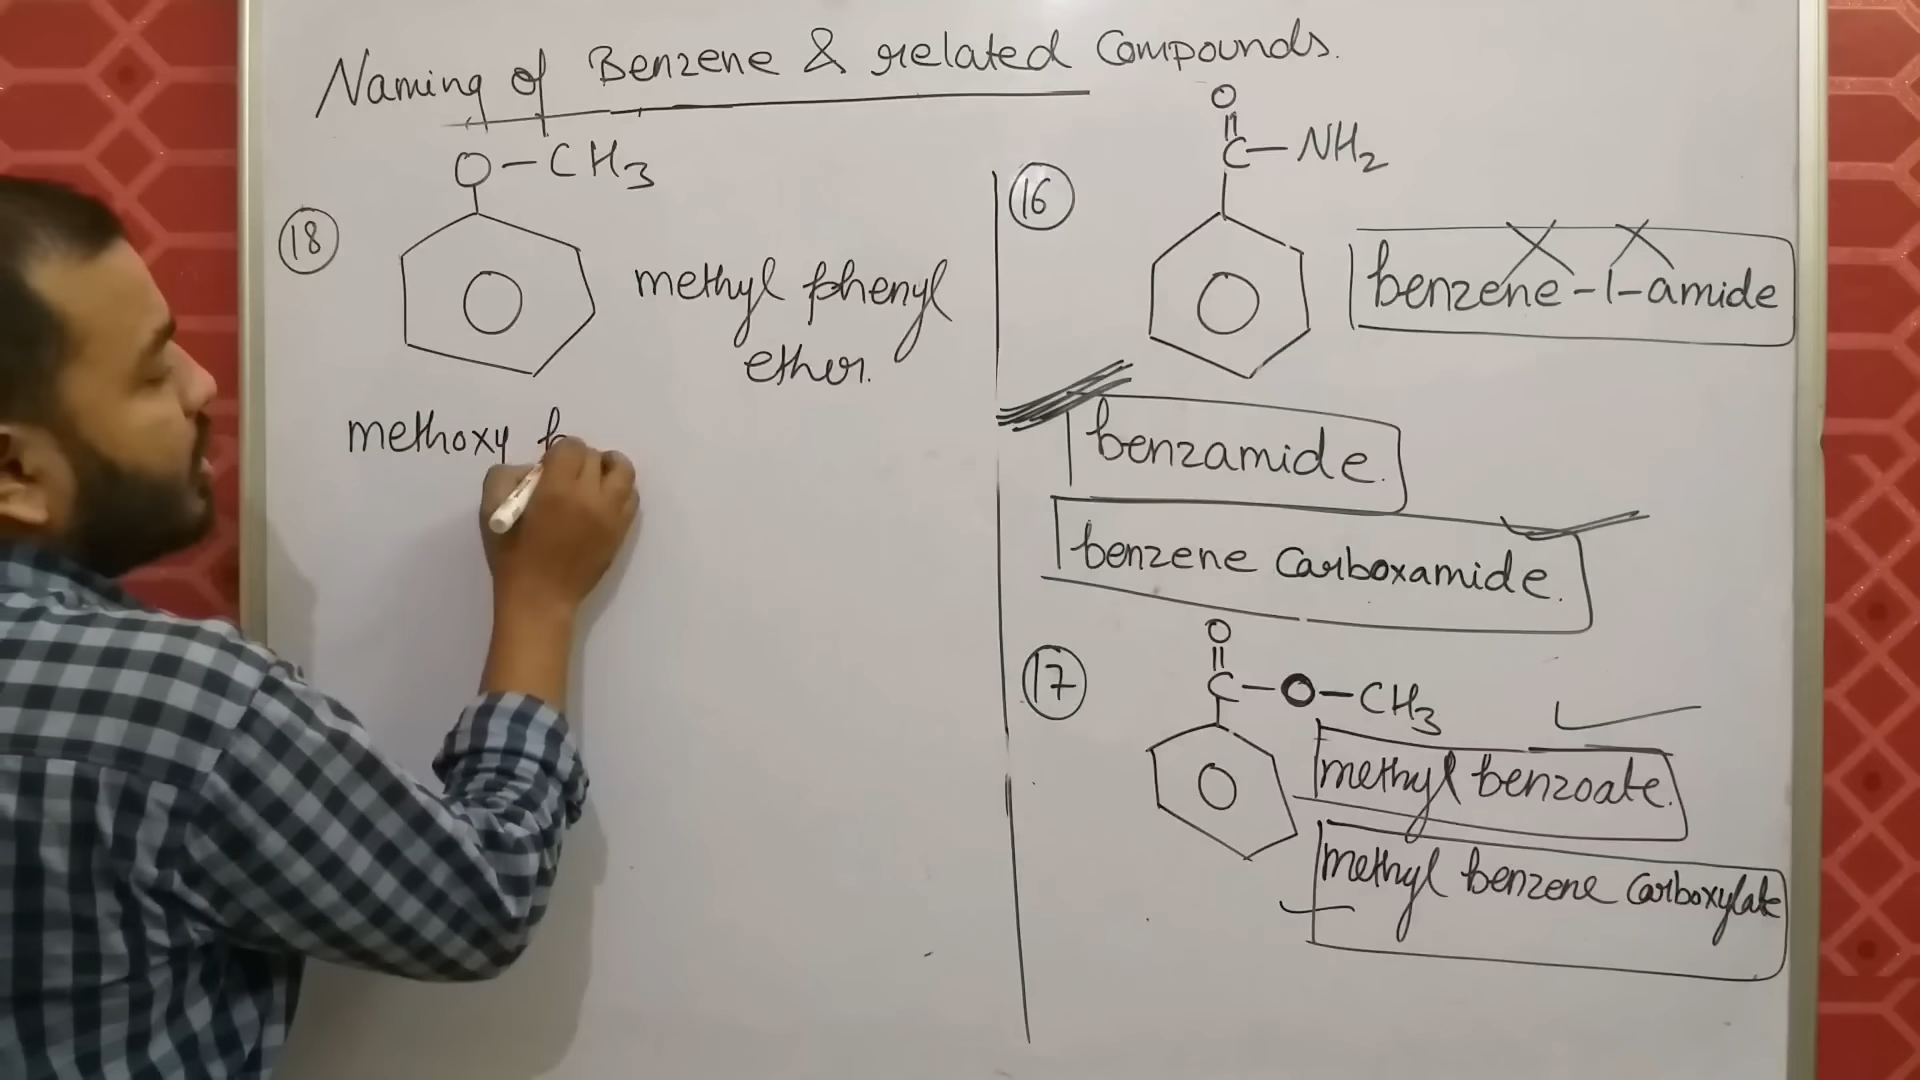 Naming of Benzene & related Compounds.
18
O-CH3
methyl phenyl
ether.
methoxy b
16
O
C-NH2
benzene-1-amide
benzamide.
benzene carboxamide.
17
O
C-O-CH3
methyl benzoate.
methyl benzene carboxylate